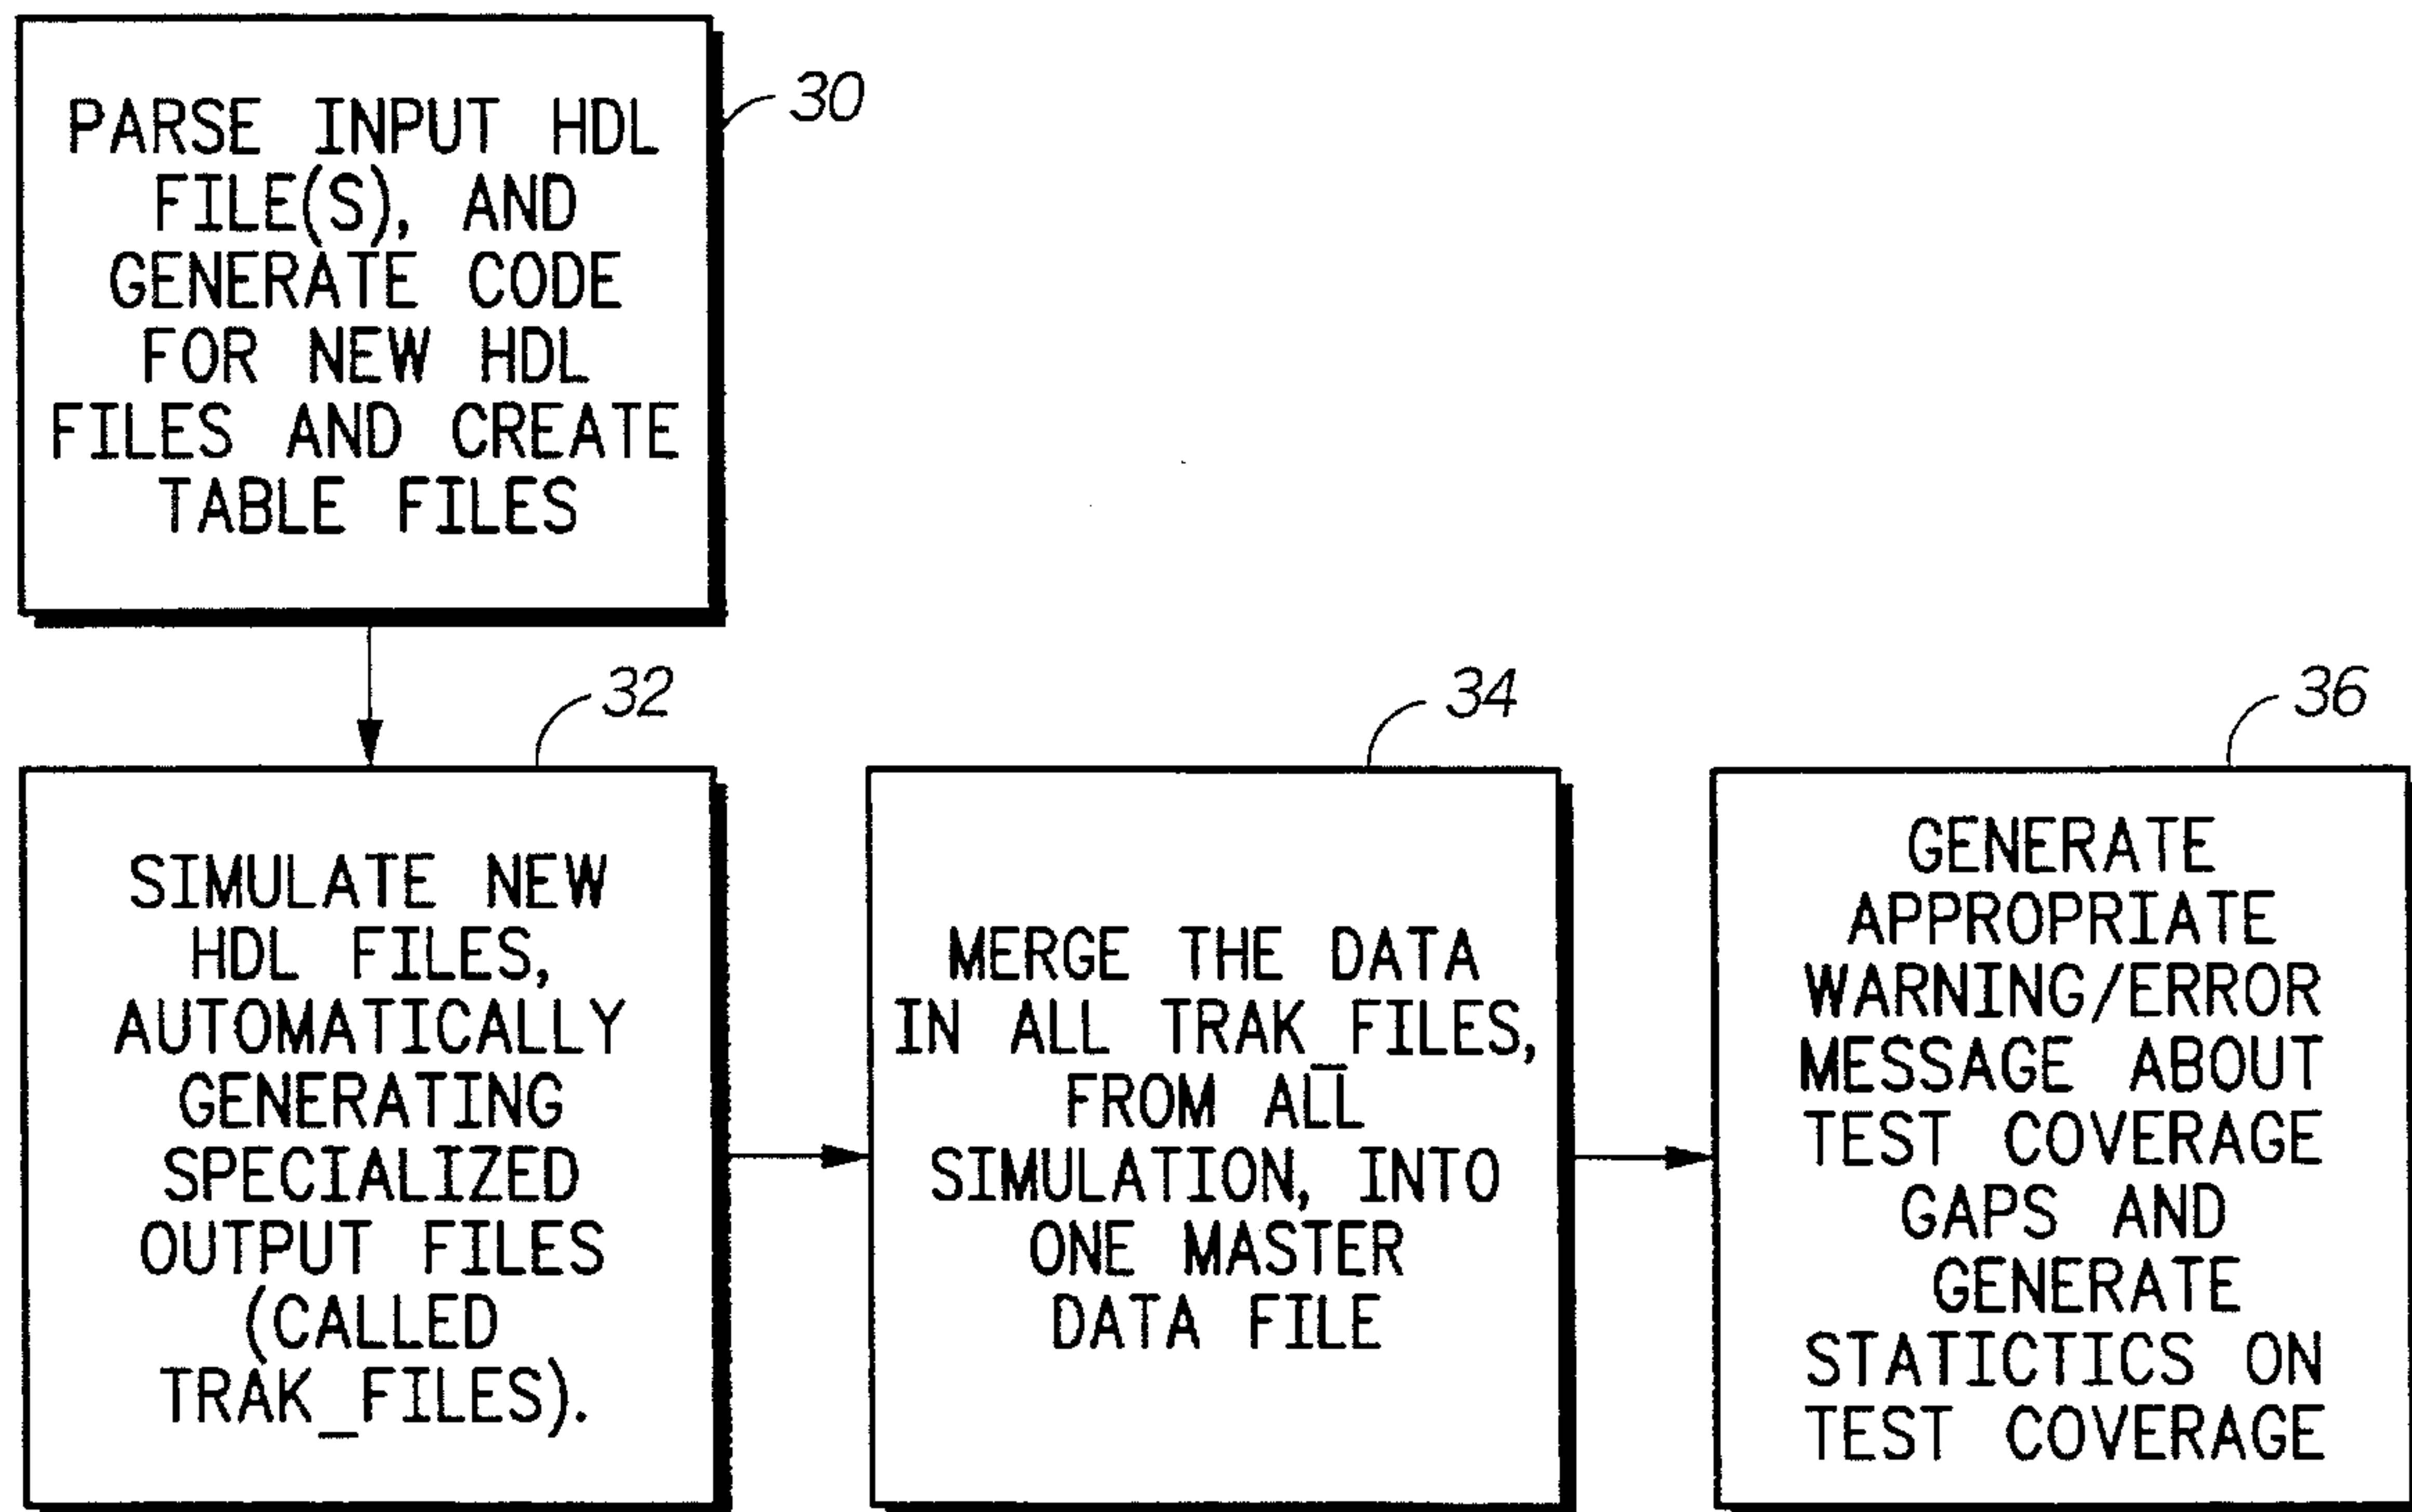 PARSE INPUT HDL
FILE(S), AND
GENERATE CODE
FOR NEW HDL
FILES AND CREATE
TABLE FILES
30
SIMULATE NEW
HDL FILES,
AUTOMATICALLY
GENERATING
SPECIALIZED
OUTPUT FILES
(CALLED
TRAK_FILES).
32
MERGE THE DATA
IN ALL TRAK_FILES,
FROM ALL
SIMULATION, INTO
ONE MASTER
DATA FILE
34
GENERATE
APPROPRIATE
WARNING/ERROR
MESSAGE ABOUT
TEST COVERAGE
GAPS AND
GENERATE
STATICTICS ON
TEST COVERAGE
36